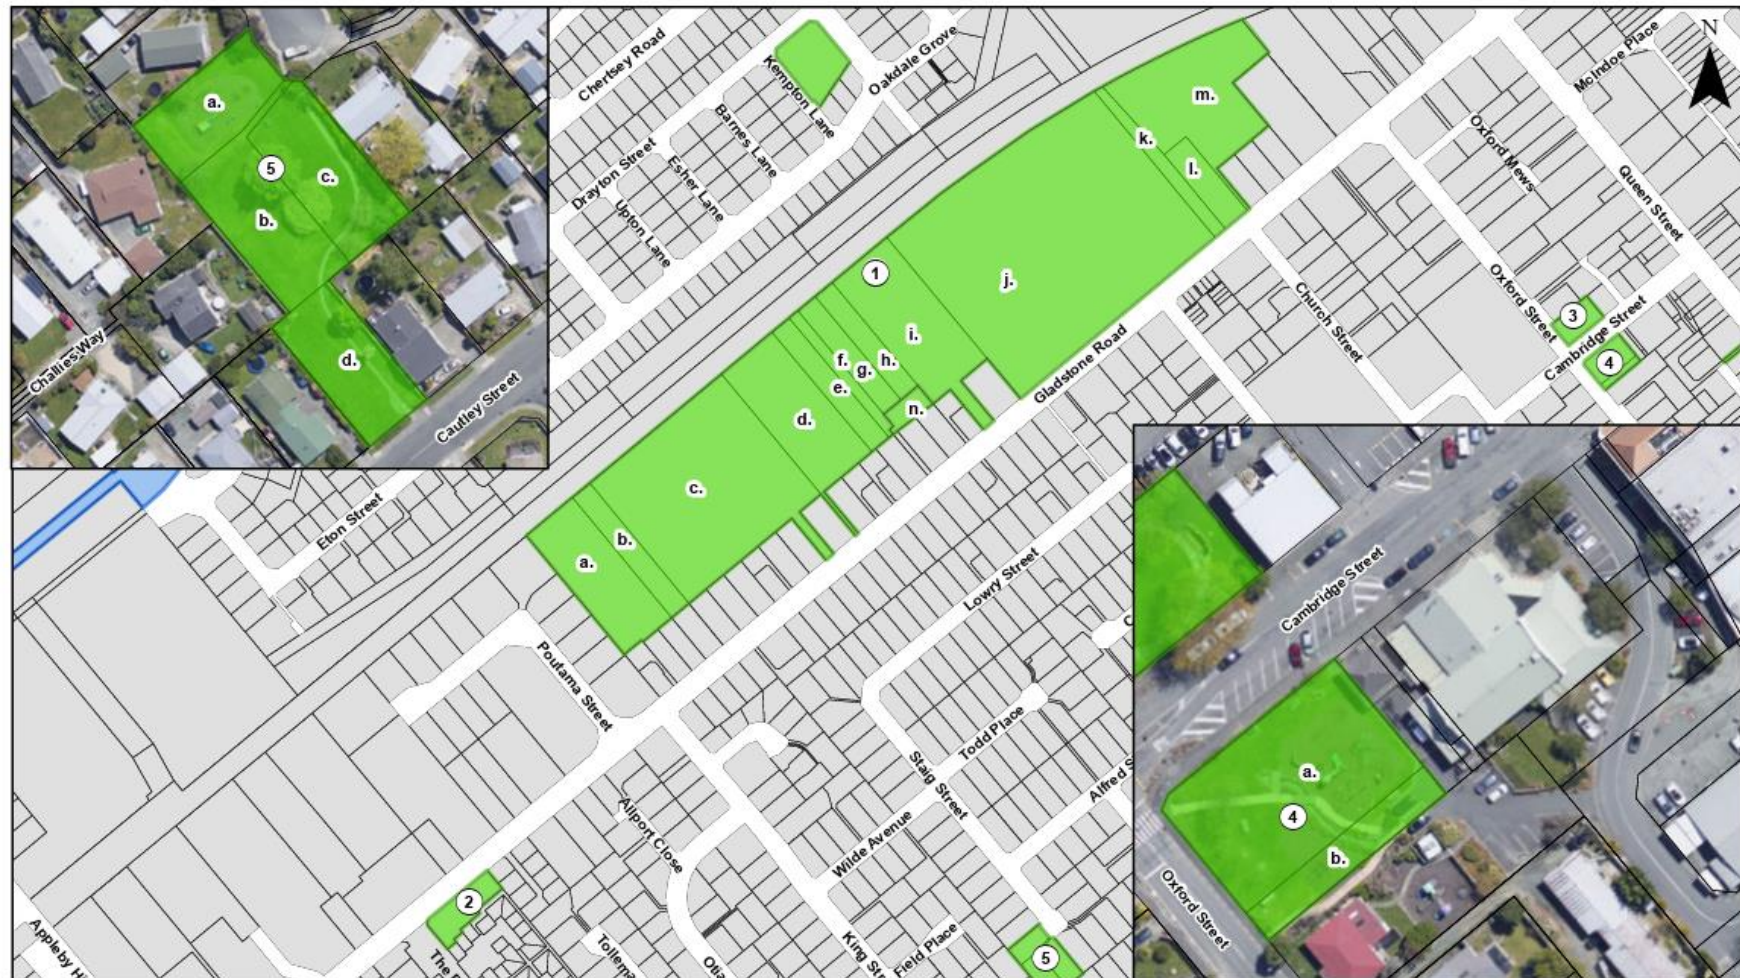 a.
5
c.
b.
d.
Challies Way
Cautley Street
Chertsey Road
Kempton Lane
Oakdale Grove
Barnes Lane
Drayton Street
Esher Lane
Upton Lane
N
McIndoe Place
Oxford Mews
Queen Street
m.
k.
l.
1
j.
i.
f.
g.
h.
e.
n.
d.
c.
b.
a.
Gladstone Road
Church Street
Oxford Street
3
Cambridge Street
4
Eton Street
Lowry Street
Poutama Street
Todd Place
Staig Street
Alfred S
Wilde Avenue
Allport Close
2
Appleby H
The
Tollema
King Str
Field Place
5
Cambridge Street
a.
4
b.
Oxford Street